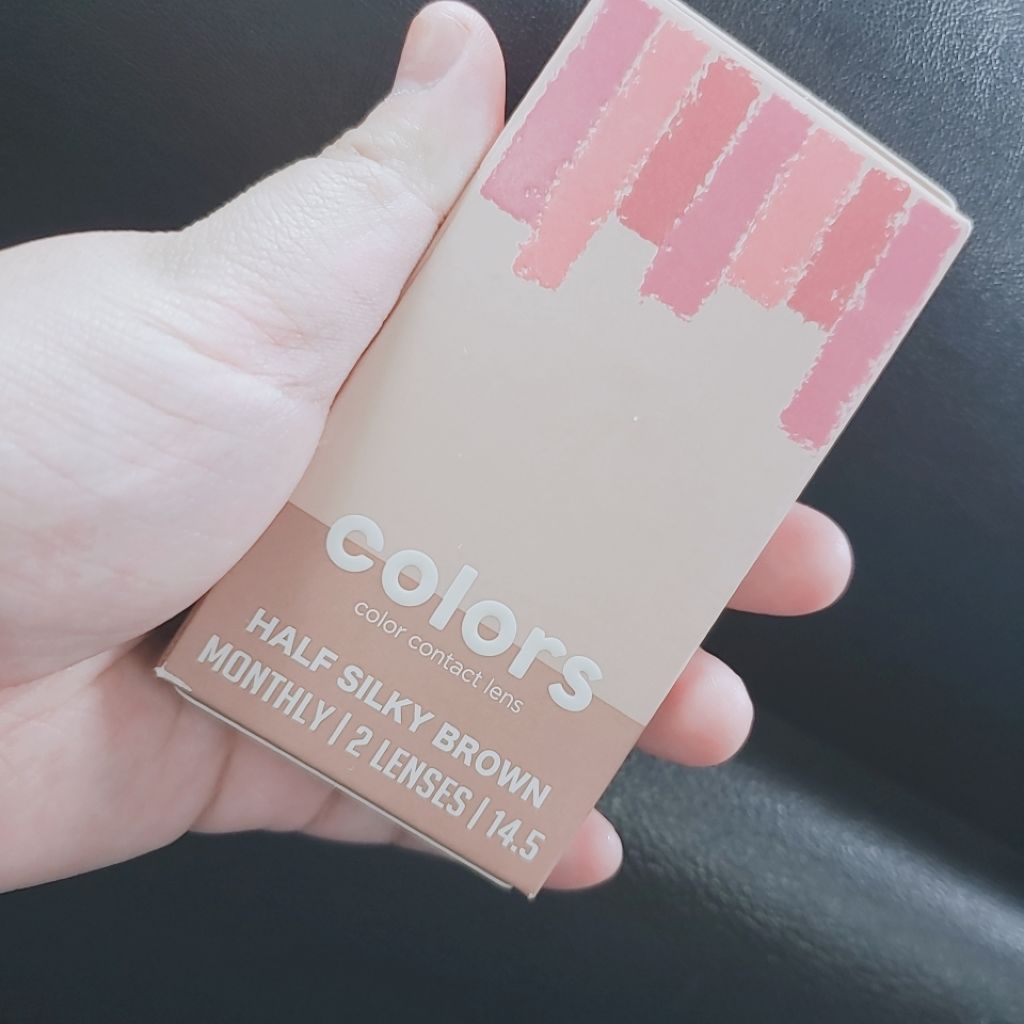 colors
color contact lens
HALF SILKY BROWN
MONTHLY | 2 LENSES | 14.5